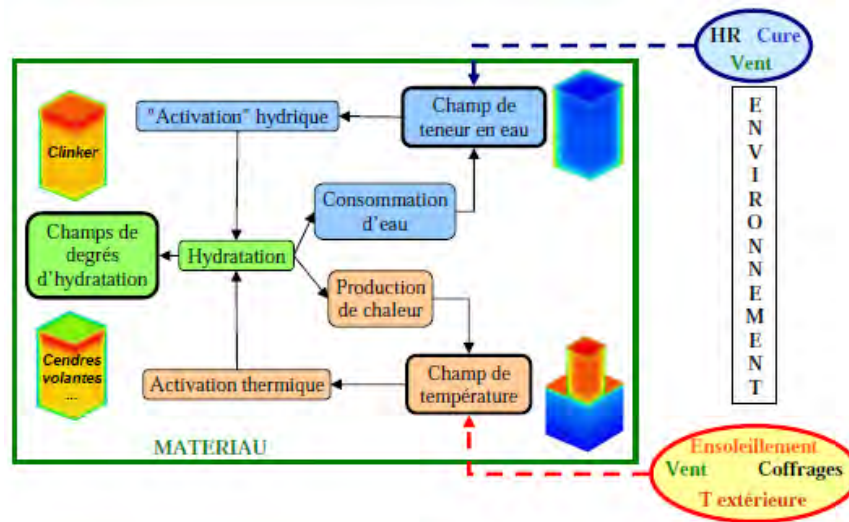 HR Cure
Vent
"Activation" hydrique
Champ de
teneur en eau
Clinker
Consommation
d'eau
Champs de
degrés
d'hydratation
Hydratation
Production
de chaleur
Cendres
volantes
...
Activation thermique
Champ de
température
MATERIAU
ENVIRONNEMENT
Ensoleillement
Vent Coffrages
T extérieure